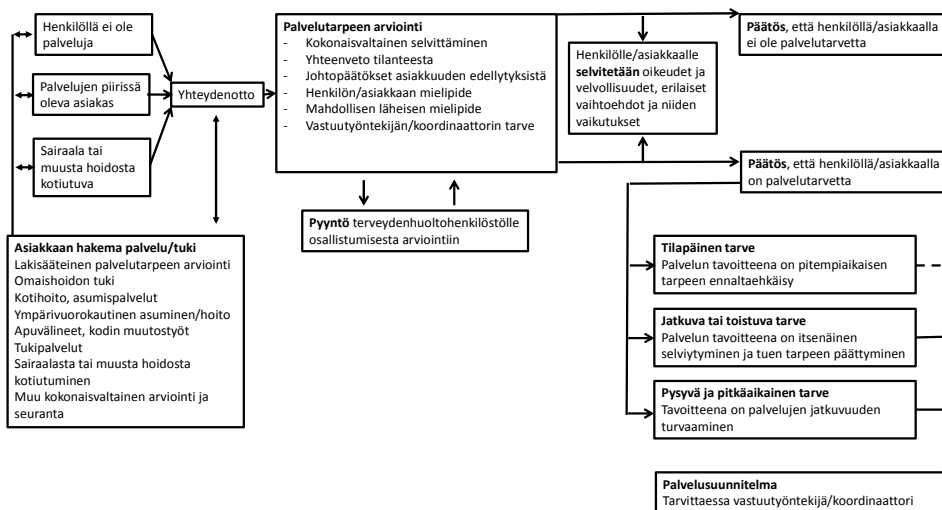 Henkilöllä ei ole
palveluja
Palvelujen piirissä
oleva asiakas
Sairaala tai
muusta hoidosta
kotiutuva
Yhteydenotto
Asiakkaan hakema palvelu/tuki
Lakisääteinen palvelutarpeen arviointi
Omaishoidon tuki
Kotihoito, asumispalvelut
Ympärivuorokautinen asuminen/hoito
Apuvälineet, kodin muutostyöt
Tukipalvelut
Sairaalasta tai muusta hoidosta
kotiutuminen
Muu kokonaisvaltainen arviointi ja
seuranta
Palvelutarpeen arviointi
- Kokonaisvaltainen selvittäminen
- Yhteenveto tilanteesta
- Johtopäätökset asiakkuuden edellytyksistä
- Henkilön/asiakkaan mielipide
- Mahdollisen läheisen mielipide
- Vastuutyöntekijän/koordinaattorin tarve
Pyyntö terveydenhuoltohenkilöstölle
osallistumisesta arviointiin
Henkilölle/asiakkaalle
selvitetään oikeudet ja
velvollisuudet, erilaiset
vaihtoehdot ja niiden
vaikutukset
Päätös, että henkilöllä/asiakkaalla
ei ole palvelutarvetta
Päätös, että henkilöllä/asiakkaalla
on palvelutarvetta
Tilapäinen tarve
Palvelun tavoitteena on pitempiaikaisen
tarpeen ennaltaehkäisy
Jatkuva tai toistuva tarve
Palvelun tavoitteena on itsenäinen
selviytyminen ja tuen tarpeen päättyminen
Pysyvä ja pitkäaikainen tarve
Tavoitteena on palvelujen jatkuvuuden
turvaaminen
Palvelusuunnitelma
Tarvittaessa vastuutyöntekijä/koordinaattori